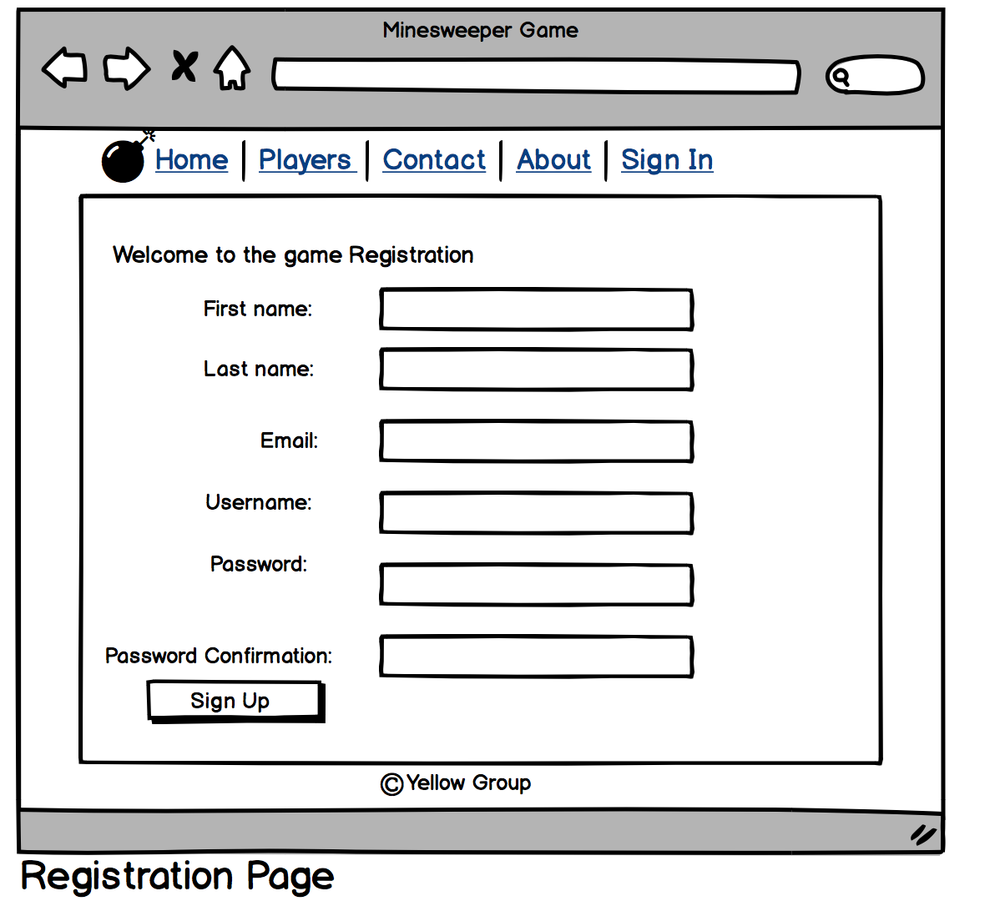 Minesweeper Game
Home Players Contact About Sign In
Welcome to the game Registration
First name:
Last name:
Email:
Username:
Password:
Password Confirmation:
Sign Up
©Yellow Group
Registration Page